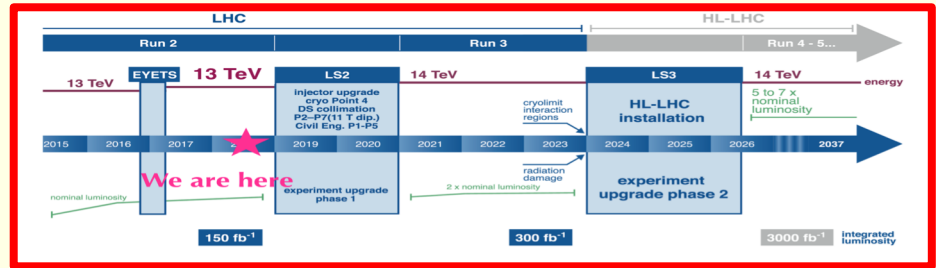 LHC
HL-LHC
Run 2
Run 3
Run 4 - 5...
13 TeV
EYETS
13 TeV
LS2
14 TeV
LS3
14 TeV
energy
injector upgrade
cryo Point 4
DS collimation
P2-P7(11 T dip.)
Civil Eng. P1-P5
cryolimit
interaction
regions
HL-LHC
installation
5 to 7 x
nominal
luminosity
2015
2016
2017
2019
2020
2021
2022
2023
2024
2025
2026
2037
We are here
radiation
damage
nominal luminosity
experiment upgrade
phase 1
2 x nominal luminosity
experiment
upgrade phase 2
150 fb⁻¹
300 fb⁻¹
3000 fb⁻¹
integrated
luminosity